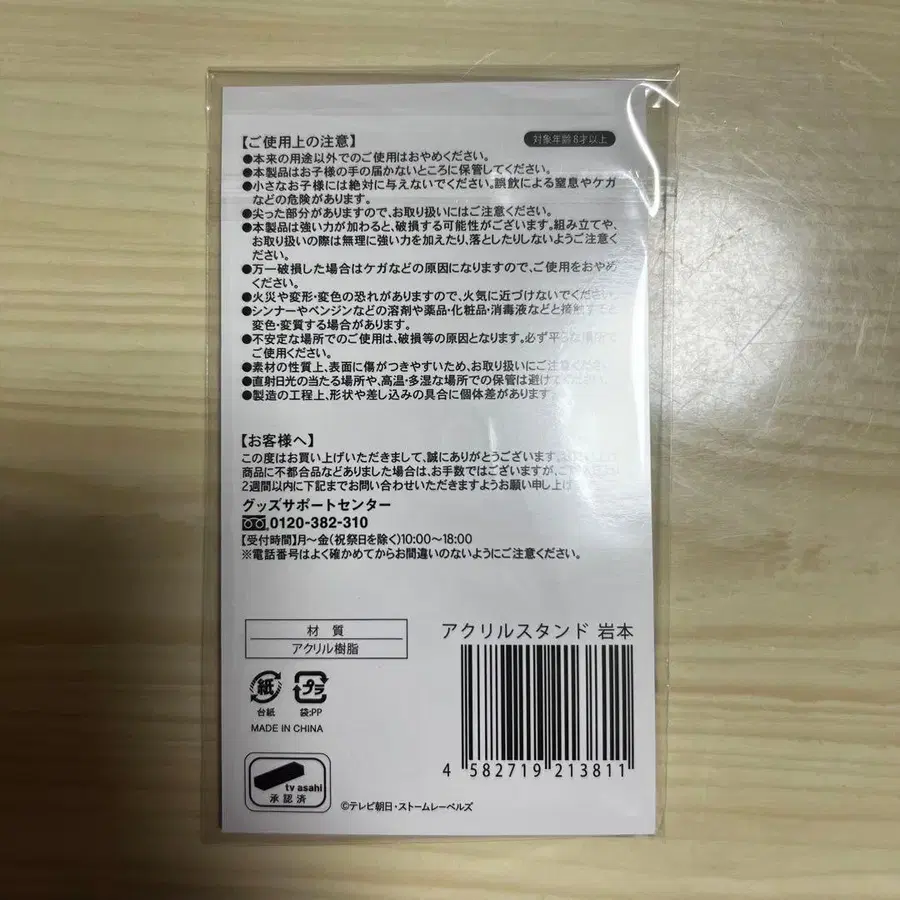 【ご使用上の注意】
対象年齢8才以上
●本来の用途以外でのご使用はおやめください。
●本製品はお子様の手の届かないところに保管してください。
●小さなお子様には絶対に与えないでください。誤飲による窒息やケガ
などの危険があります。
●尖った部分がありますので、お取り扱いにはご注意ください。
●本製品は強い力が加わると、破損する可能性がございます。組み立てや、
お取り扱いの際は無理に強い力を加えたり、落としたりしないようご注意く
ださい。
●万一破損した場合はケガなどの原因になりますので、ご使用をおやめ
ください。
●火災や変形・変色の恐れがありますので、火気に近づけないでください
●シンナーやベンジンなどの溶剤や薬品・化粧品・消毒液などと接触すると
変色・変質する場合があります。
●不安定な場所でのご使用は、破損等の原因となります。必ず平らな場所で
ご使用ください。
●素材の性質上、表面に傷がつきやすいため、お取り扱いにご注意ください
●直射日光の当たる場所や、高温・多湿な場所での保管は避けてください。
●製造の工程上、形状や差し込みの具合に個体差があります。
【お客様へ】
この度はお買い上げいただきまして、誠にありがとうございます。
商品に不都合品などありました場合は、お手数ではございますが、
2週間以内に下記までお問い合わせいただきますようお願い申し上げ
グッズサポートセンター
0120-382-310
【受付時間】月～金(祝祭日を除く)10:00～18:00
※電話番号はよく確かめてからお間違いのないようにご注意ください。
材質
アクリル樹脂
アクリルスタンド 岩本
紙
プラ
台紙
袋:PP
MADE IN CHINA
tv asahi
承認済
4 582719 213811
©テレビ朝日・ストームレーベルズ